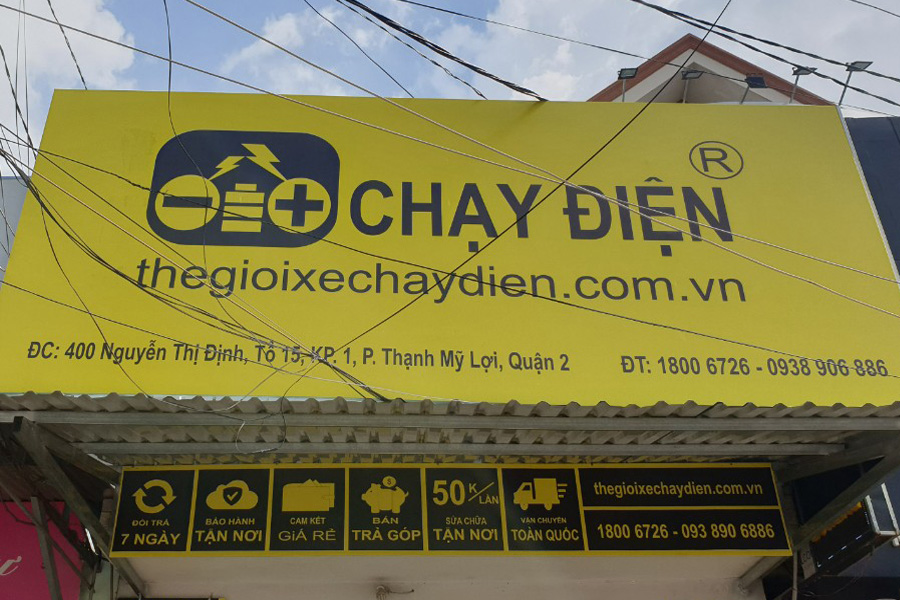 CHẠY ĐIỆN ®
thegioixechaydien.com.vn
ĐC: 400 Nguyễn Thị Định, Tổ 15, KP. 1, P. Thạnh Mỹ Lợi, Quận 2
ĐT: 1800 6726 - 0938 906 886
ĐỔI TRẢ
7 NGÀY
BẢO HÀNH
TẬN NƠI
CAM KẾT
GIÁ RẺ
BÁN
TRẢ GÓP
50K/LẦN
SỬA CHỮA
TẬN NƠI
VẬN CHUYỂN
TOÀN QUỐC
thegioixechaydien.com.vn
1800 6726 - 093 890 6886